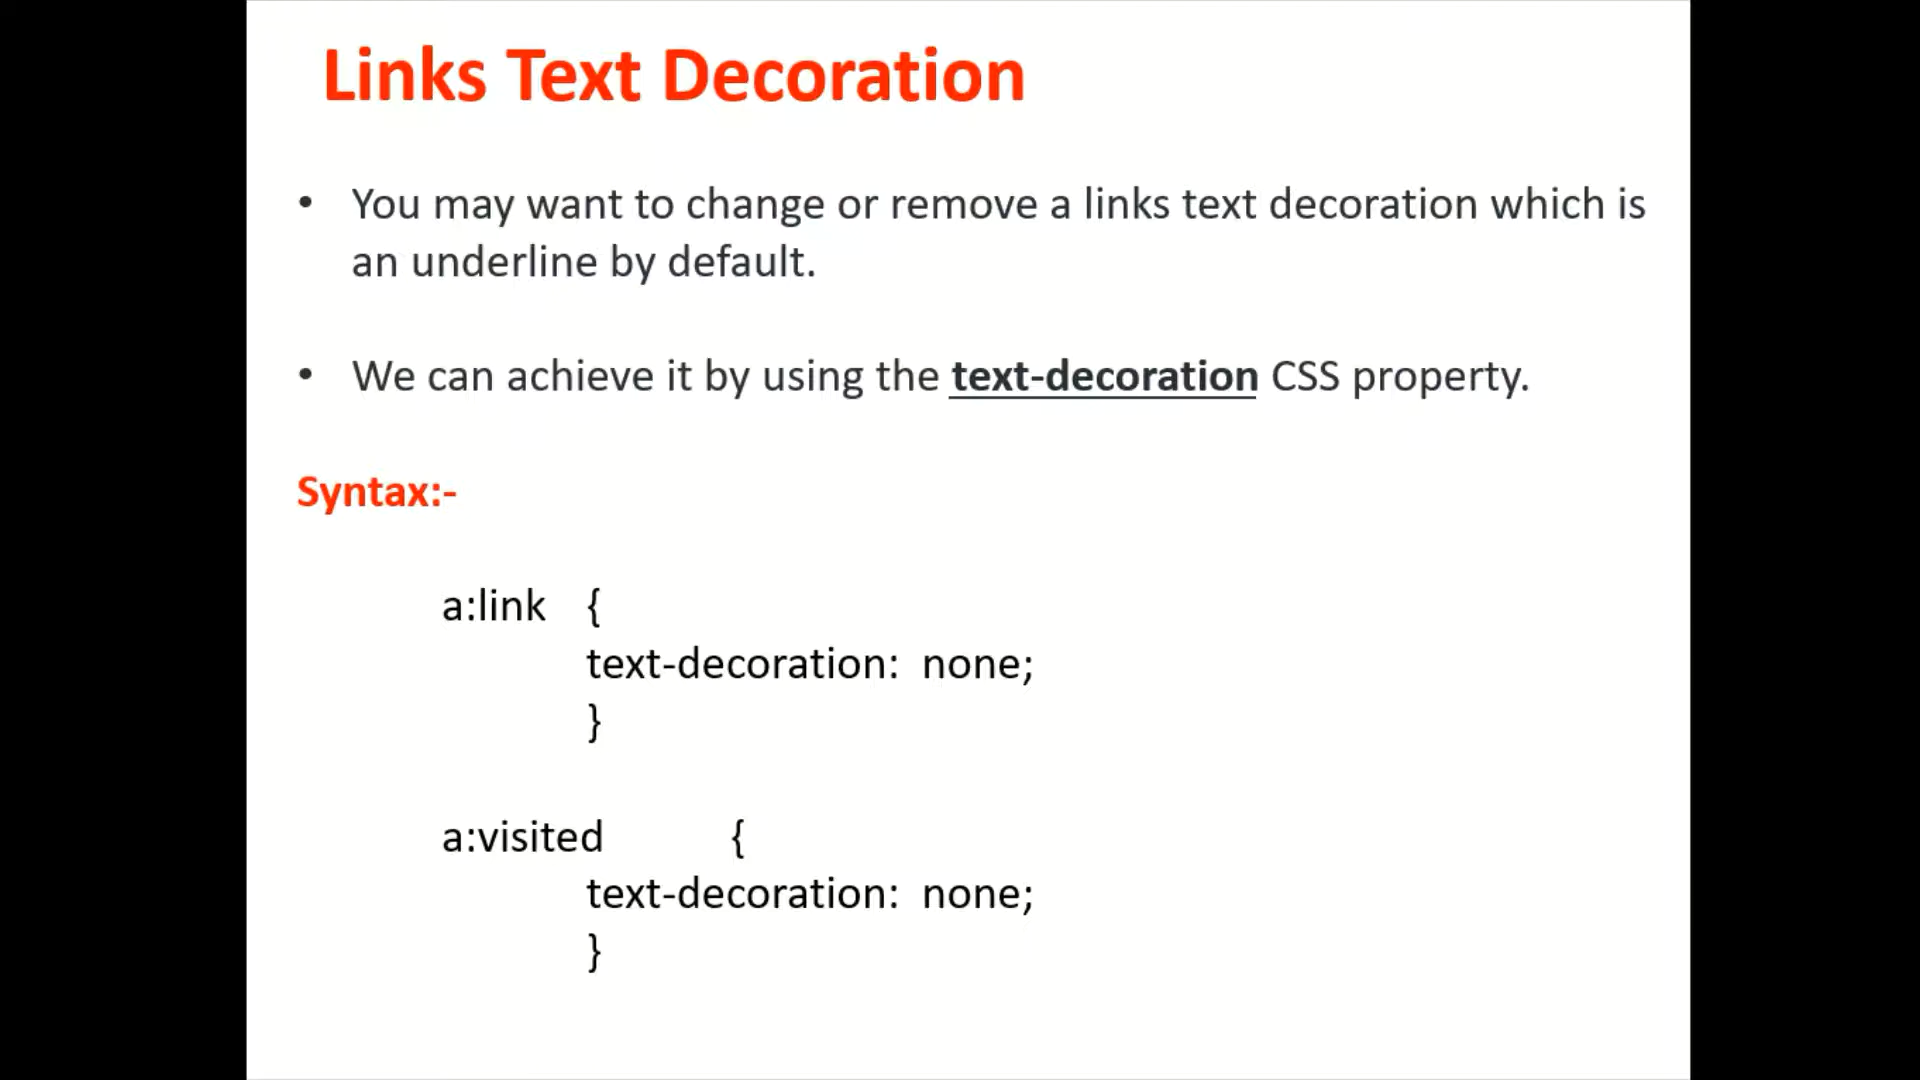 Links Text Decoration
• You may want to change or remove a links text decoration which is
an underline by default.
• We can achieve it by using the text-decoration CSS property.
Syntax:-
a:link {
text-decoration: none;
}
a:visited {
text-decoration: none;
}